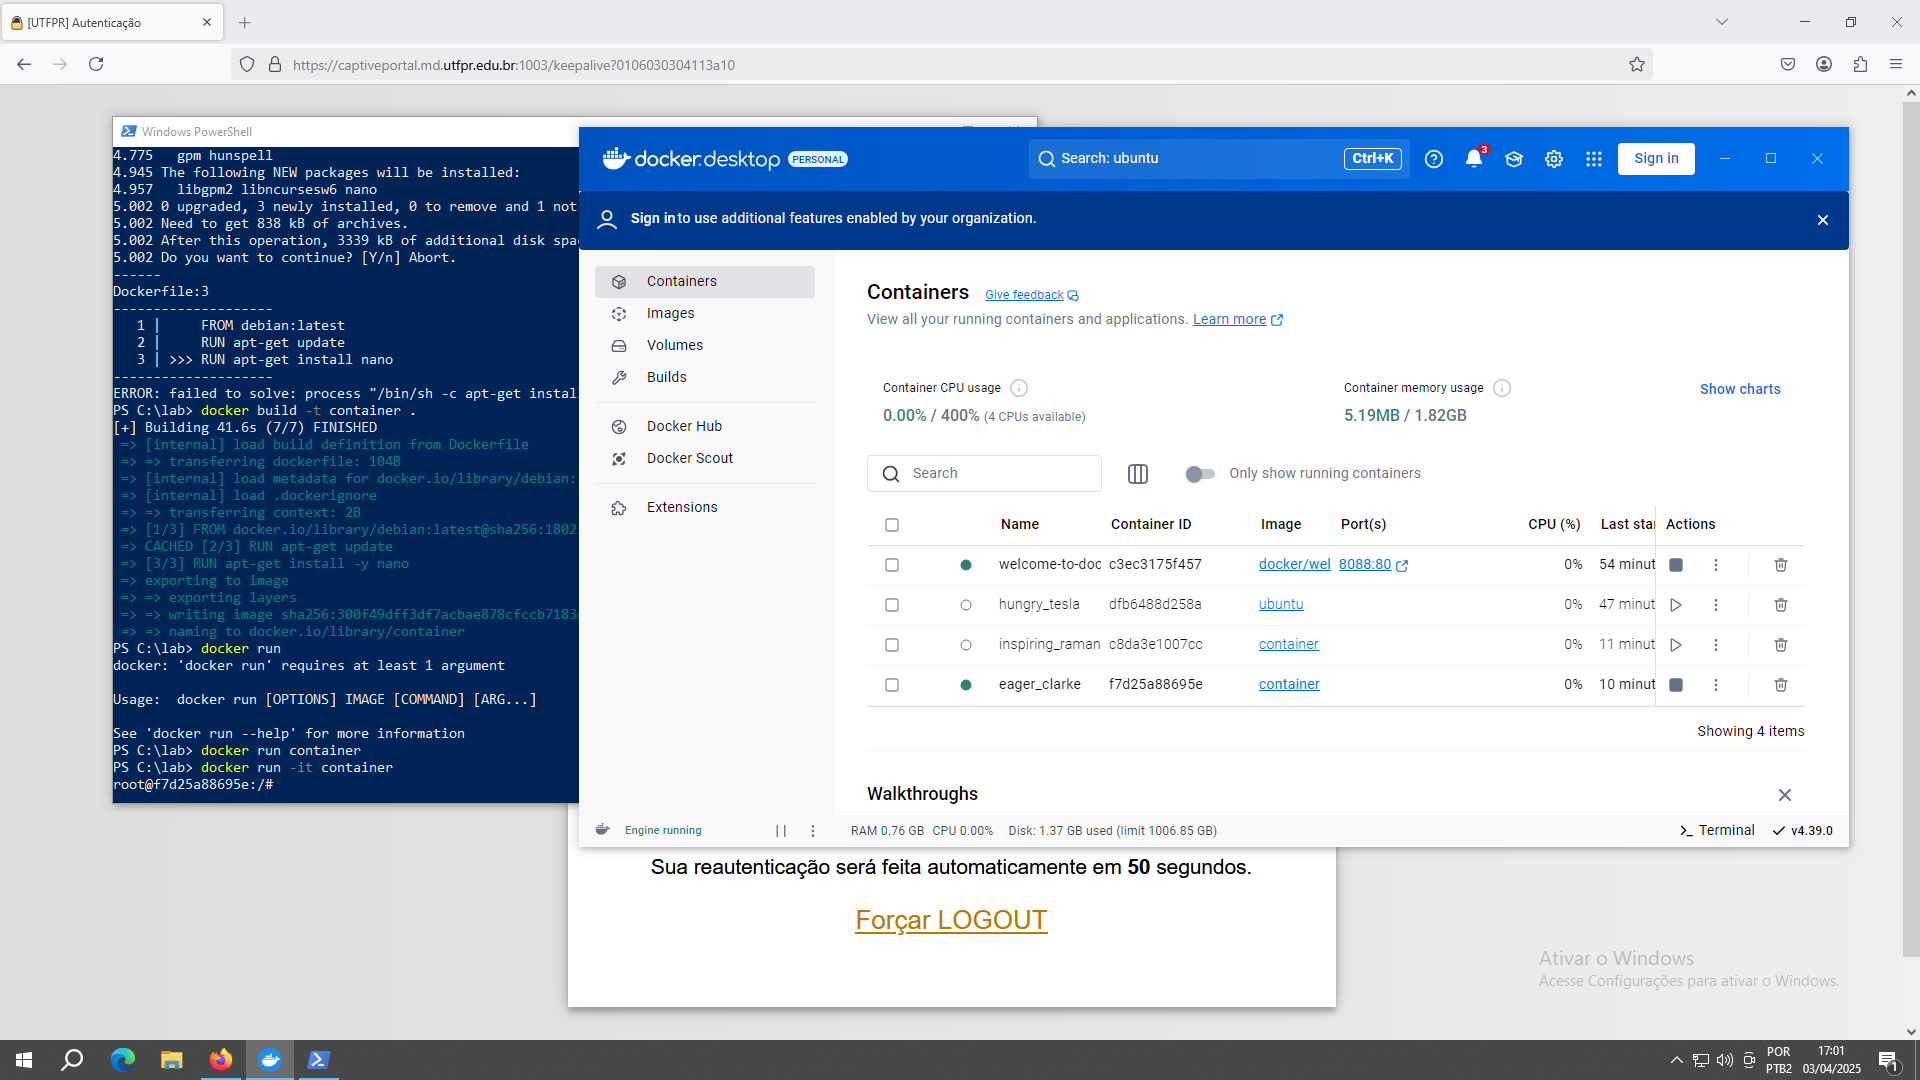 [UTFPR] Autenticação
https://captiveportal.md.utfpr.edu.br:1003/keepalive?0106030304113a10
Windows PowerShell
4.775   gpm hunspell
4.945 The following NEW packages will be installed:
4.957   libgpm2 libncursesw6 nano
5.002 0 upgraded, 3 newly installed, 0 to remove and 1 not
5.002 Need to get 838 kB of archives.
5.002 After this operation, 3339 kB of additional disk spa
5.002 Do you want to continue? [Y/n] Abort.
------
Dockerfile:3
--------------------
   1 |     FROM debian:latest
   2 |     RUN apt-get update
   3 | >>> RUN apt-get install nano
--------------------
ERROR: failed to solve: process "/bin/sh -c apt-get instal
PS C:\lab> docker build -t container .
[+] Building 41.6s (7/7) FINISHED
 => [internal] load build definition from Dockerfile
 => => transferring dockerfile: 104B
 => [internal] load metadata for docker.io/library/debian:
 => [internal] load .dockerignore
 => => transferring context: 2B
 => [1/3] FROM docker.io/library/debian:latest@sha256:1802
 => CACHED [2/3] RUN apt-get update
 => [3/3] RUN apt-get install -y nano
 => exporting to image
 => => exporting layers
 => => writing image sha256:300f49dff3df7acbae878cfccb7183
 => => naming to docker.io/library/container
PS C:\lab> docker run
docker: 'docker run' requires at least 1 argument
Usage:  docker run [OPTIONS] IMAGE [COMMAND] [ARG...]
See 'docker run --help' for more information
PS C:\lab> docker run container
PS C:\lab> docker run -it container
root@f7d25a88695e:/#
docker.desktop PERSONAL
Search: ubuntu Ctrl+K
3
Sign in
Sign in to use additional features enabled by your organization.
Containers
Images
Volumes
Builds
Docker Hub
Docker Scout
Extensions
Containers Give feedback
View all your running containers and applications. Learn more
Container CPU usage
0.00% / 400% (4 CPUs available)
Container memory usage
5.19MB / 1.82GB
Show charts
Search
Only show running containers
Name Container ID Image Port(s) CPU (%) Last star Actions
welcome-to-doc c3ec3175f457 docker/wel 8088:80 0% 54 minut
hungry_tesla dfb6488d258a ubuntu 0% 47 minut
inspiring_raman c8da3e1007cc container 0% 11 minut
eager_clarke f7d25a88695e container 0% 10 minut
Showing 4 items
Walkthroughs
Engine running
RAM 0.76 GB CPU 0.00% Disk: 1.37 GB used (limit 1006.85 GB)
Terminal v4.39.0
Sua reautenticação será feita automaticamente em 50 segundos.
Forçar LOGOUT
Ativar o Windows
Acesse Configurações para ativar o Windows.
POR
PTB2
17:01
03/04/2025
1